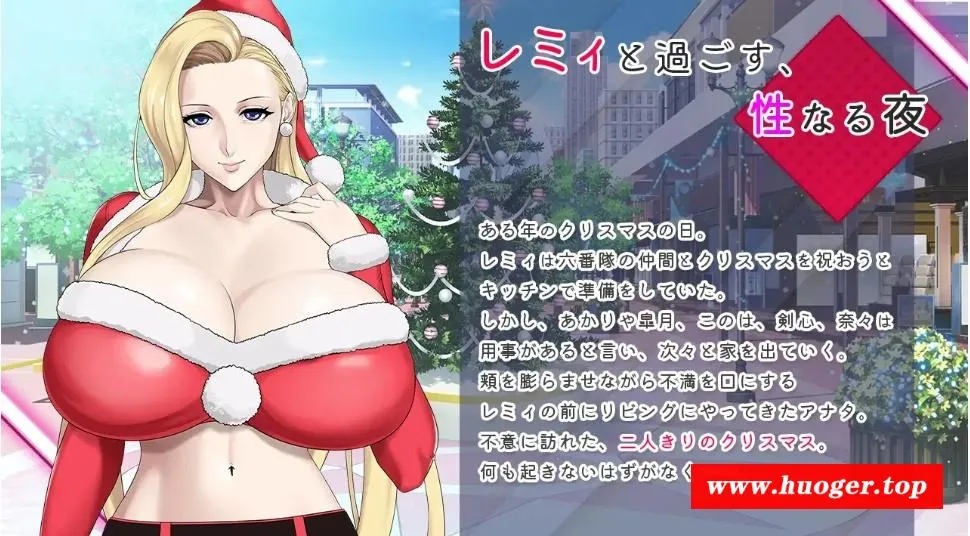 レミィと過ごす、
性なる夜
ある年のクリスマスの日。
レミィは六番隊の仲間とクリスマスを祝おうと
キッチンで準備をしていた。
しかし、あかりや皐月、このは、剣心、奈々は
用事があると言い、次々と家を出ていく。
頬を膨らませながら不満を口にする
レミィの前にリビングにやってきたアナタ。
不意に訪れた、二人きりのクリスマス。
何も起きないはずがなく
www.huoger.top